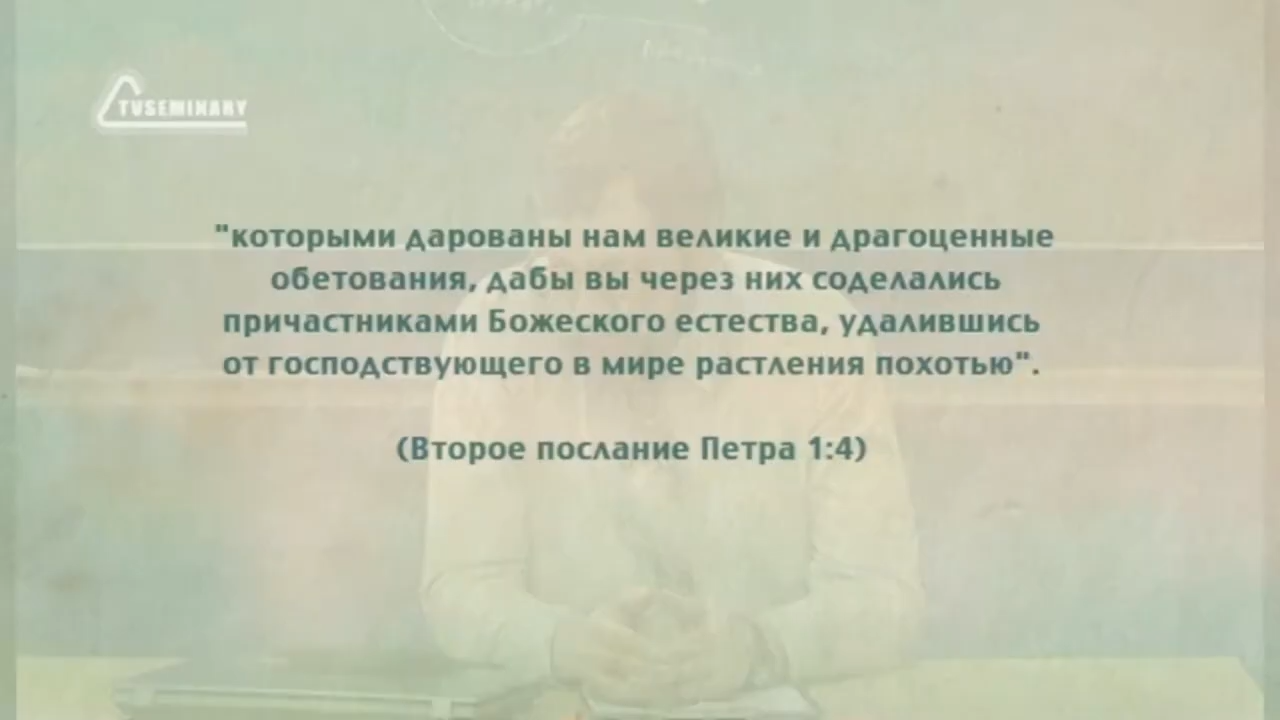 TVSEMINARY
"которыми дарованы нам великие и драгоценные
обетования, дабы вы через них соделались
причастниками Божеского естества, удалившись
от господствующего в мире растления похотью".
(Второе послание Петра 1:4)